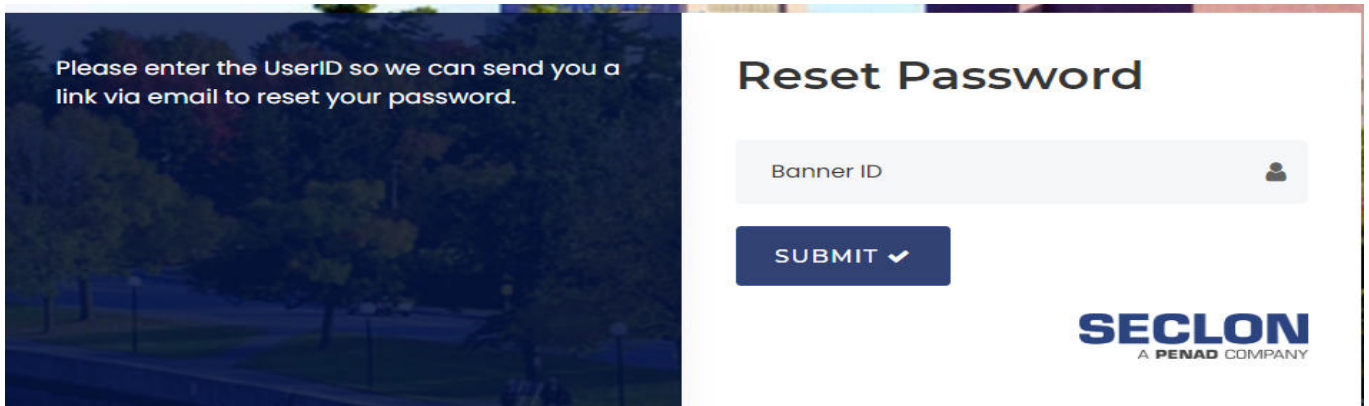 Please enter the UserID so we can send you a
link via email to reset your password.
Reset Password
Banner ID
SUBMIT
SECLON
A PENAD COMPANY